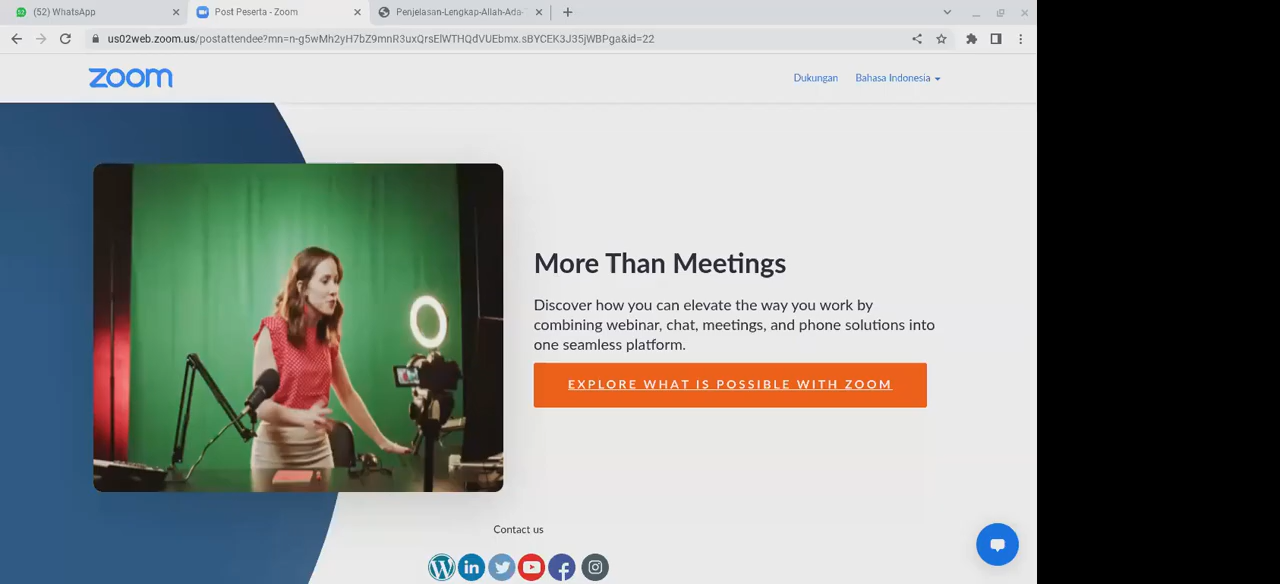 (52) WhatsApp
Post Peserta - Zoom
Penjelasan-Lengkap-Allah-Ada-
us02web.zoom.us/postattendee?mn=n-g5wMh2yH7bZ9mnR3uxQrsElWTHQdVUEbmx.sBYCEK3J35jWBPga&id=22
zoom
Dukungan
Bahasa Indonesia
More Than Meetings
Discover how you can elevate the way you work by
combining webinar, chat, meetings, and phone solutions into
one seamless platform.
EXPLORE WHAT IS POSSIBLE WITH ZOOM
Contact us